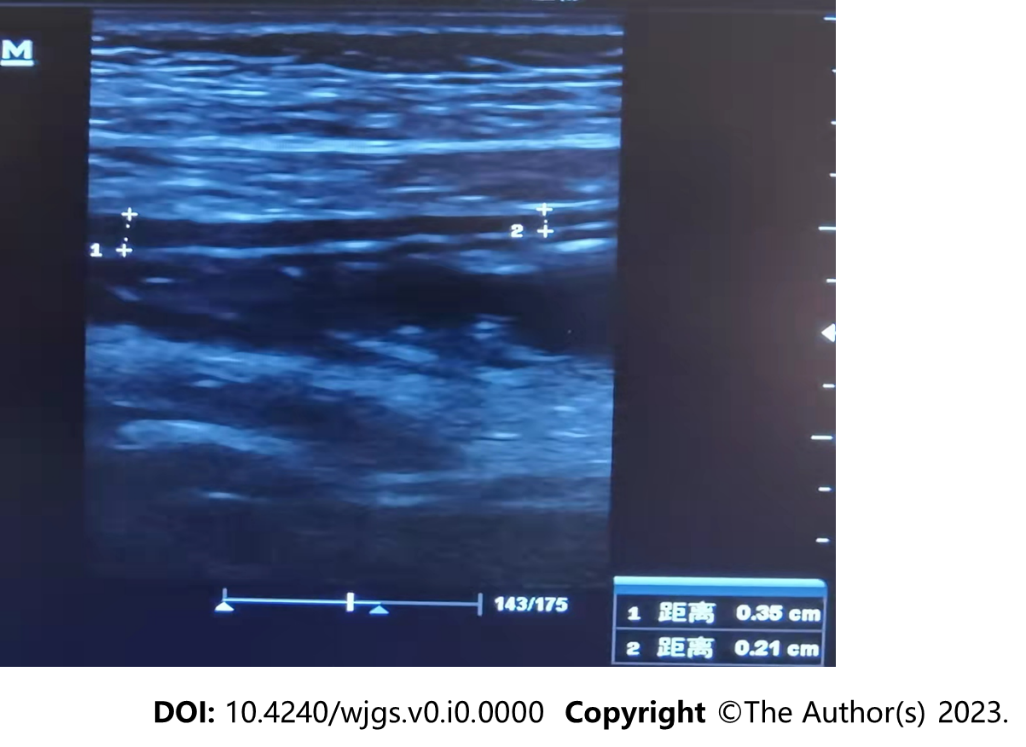 M
1
2
143/175
1 距离 0.35 cm
2 距离 0.21 cm
DOI: 10.4240/wjgs.v0.i0.0000 Copyright ©The Author(s) 2023.